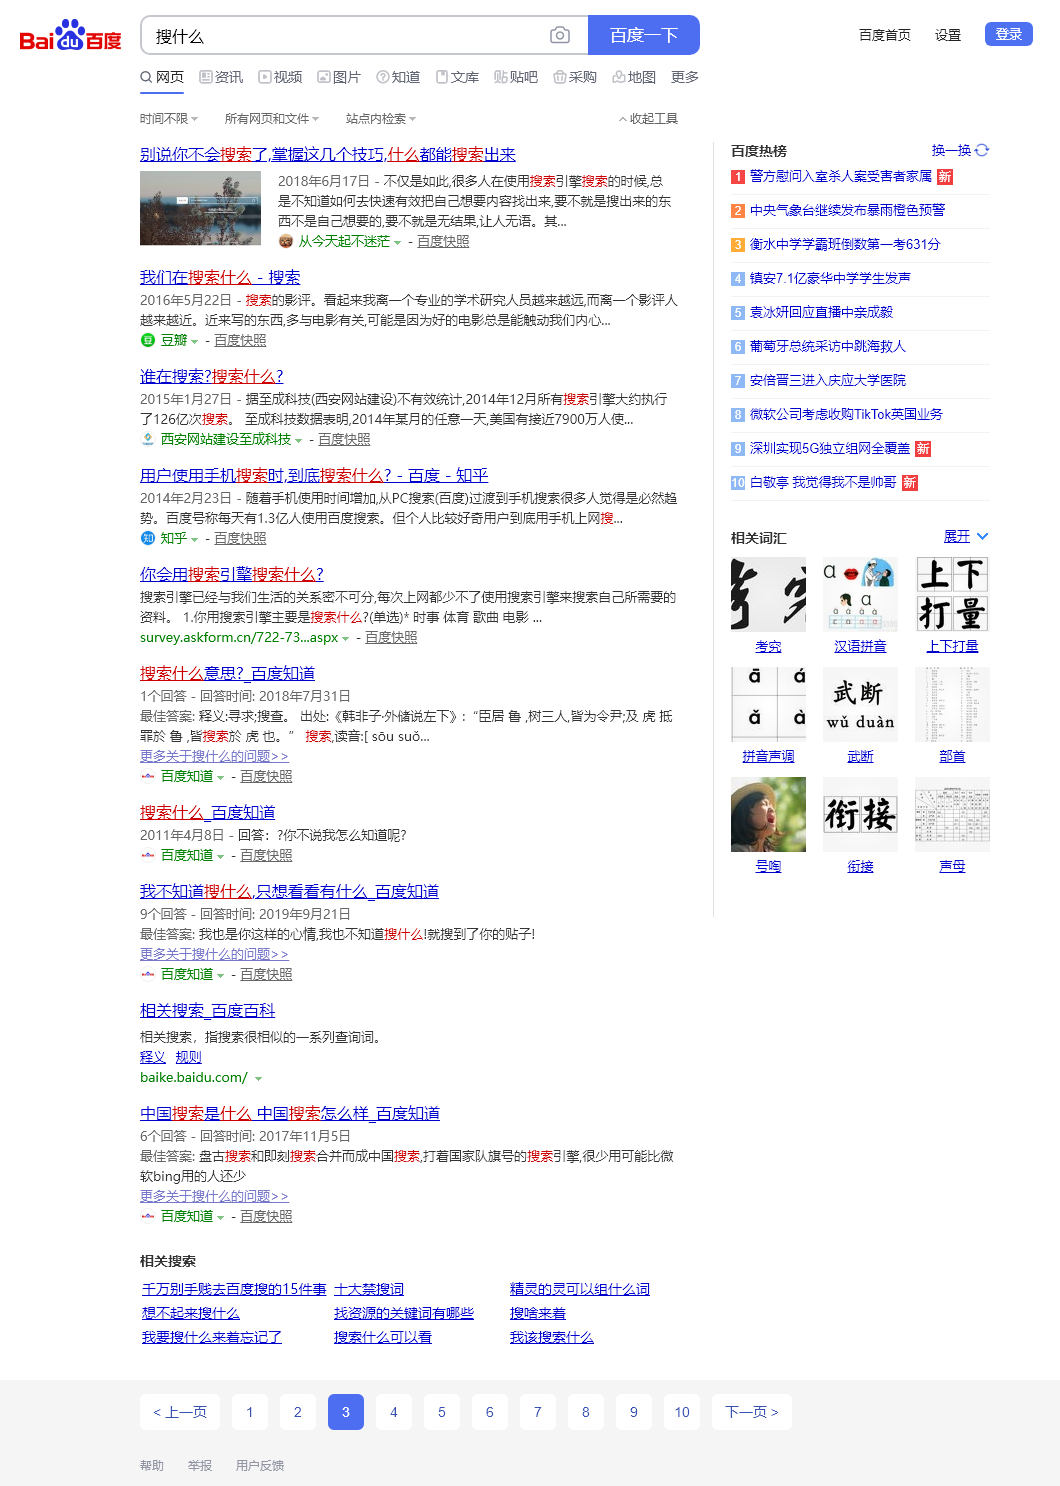 Bai du 百度
搜什么
百度一下
百度首页 设置 登录
网页 资讯 视频 图片 知道 文库 贴吧 采购 地图 更多
时间不限 所有网页和文件 站点内检索 收起工具
别说你不会搜索了,掌握这几个技巧,什么都能搜索出来
2018年6月17日 - 不仅是如此,很多人在使用搜索引擎搜索的时候,总
是不知道如何去快速有效把自己想要内容找出来,要不就是搜出来的东
西不是自己想要的,要不就是无结果,让人无语。其...
从今天起不迷茫 - 百度快照
我们在搜索什么 - 搜索
2016年5月22日 - 搜索的影评。看起来我离一个专业的学术研究人员越来越远,而离一个影评人
越来越近。近来写的东西,多与电影有关,可能是因为好的电影总是能触动我们内心...
豆 豆瓣 - 百度快照
谁在搜索?搜索什么?
2015年1月27日 - 据至成科技(西安网站建设)不有效统计,2014年12月所有搜索引擎大约执行
了126亿次搜索。 至成科技数据表明,2014年某月的任意一天,美国有接近7900万人使...
西安网站建设至成科技 - 百度快照
用户使用手机搜索时,到底搜索什么? - 百度 - 知乎
2014年2月23日 - 随着手机使用时间增加,从PC搜索(百度)过渡到手机搜索很多人觉得是必然趋
势。百度号称每天有1.3亿人使用百度搜索。但个人比较好奇用户到底用手机上网搜...
知 知乎 - 百度快照
你会用搜索引擎搜索什么?
搜索引擎已经与我们生活的关系密不可分,每次上网都少不了使用搜索引擎来搜索自己所需要的
资料。 1.你用搜索引擎主要是搜索什么?(单选)* 时事 体育 歌曲 电影 ...
survey.askform.cn/722-73...aspx - 百度快照
搜索什么意思?_百度知道
1个回答 - 回答时间: 2018年7月31日
最佳答案: 释义:寻求;搜查。 出处:《韩非子·外储说左下》:“臣居 鲁 ,树三人,皆为令尹;及 虎 抵
罪於 鲁 ,皆搜索於 虎 也。” 搜索,读音:[ sōu suǒ...
更多关于搜什么的问题>>
百度知道 - 百度快照
搜索什么_百度知道
2011年4月8日 - 回答：?你不说我怎么知道呢?
百度知道 - 百度快照
我不知道搜什么,只想看看有什么_百度知道
9个回答 - 回答时间: 2019年9月21日
最佳答案: 我也是你这样的心情,我也不知道搜什么!就搜到了你的贴子!
更多关于搜什么的问题>>
百度知道 - 百度快照
相关搜索_百度百科
相关搜索，指搜索很相似的一系列查询词。
释义 规则
baike.baidu.com/
中国搜索是什么 中国搜索怎么样_百度知道
6个回答 - 回答时间: 2017年11月5日
最佳答案: 盘古搜索和即刻搜索合并而成中国搜索,打着国家队旗号的搜索引擎,很少用可能比微
软bing用的人还少
更多关于搜什么的问题>>
百度知道 - 百度快照
百度热榜 换一换
1 警方慰问入室杀人案受害者家属 新
2 中央气象台继续发布暴雨橙色预警
3 衡水中学学霸班倒数第一考631分
4 镇安7.1亿豪华中学学生发声
5 袁冰妍回应直播中亲成毅
6 葡萄牙总统采访中跳海救人
7 安倍晋三进入庆应大学医院
8 微软公司考虑收购TikTok英国业务
9 深圳实现5G独立组网全覆盖 新
10 白敬亭 我觉得我不是帅哥 新
相关词汇 展开
考究 汉语拼音 上下打量
上下
打量
拼音声调 武断 部首
ā á
ǎ à
武断
wǔ duàn
号啕 衔接 声母
衔接
相关搜索
千万别手贱去百度搜的15件事 十大禁搜词 精灵的灵可以组什么词
想不起来搜什么 找资源的关键词有哪些 搜啥来着
我要搜什么来着忘记了 搜索什么可以看 我该搜索什么
< 上一页 1 2 3 4 5 6 7 8 9 10 下一页 >
帮助 举报 用户反馈